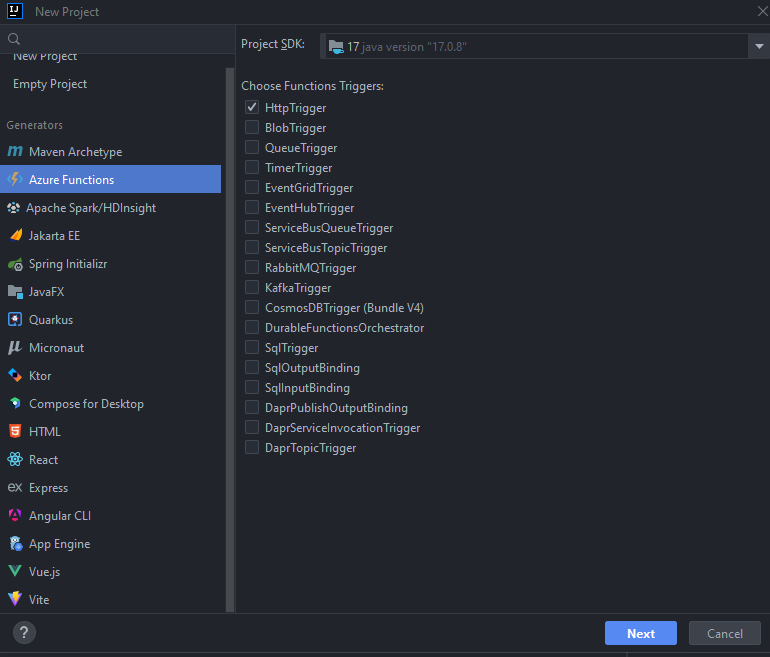 IJ New Project
New Project
Empty Project
Generators
m Maven Archetype
Azure Functions
Apache Spark/HDInsight
Jakarta EE
Spring Initializr
JavaFX
Quarkus
μ Micronaut
Ktor
Compose for Desktop
5 HTML
React
ex Express
Angular CLI
App Engine
Vue.js
Vite
Project SDK: 17 java version "17.0.8"
Choose Functions Triggers:
HttpTrigger
BlobTrigger
QueueTrigger
TimerTrigger
EventGridTrigger
EventHubTrigger
ServiceBusQueueTrigger
ServiceBusTopicTrigger
RabbitMQTrigger
KafkaTrigger
CosmosDBTrigger (Bundle V4)
DurableFunctionsOrchestrator
SqlTrigger
SqlOutputBinding
SqlInputBinding
DaprPublishOutputBinding
DaprServiceInvocationTrigger
DaprTopicTrigger
?
Next
Cancel